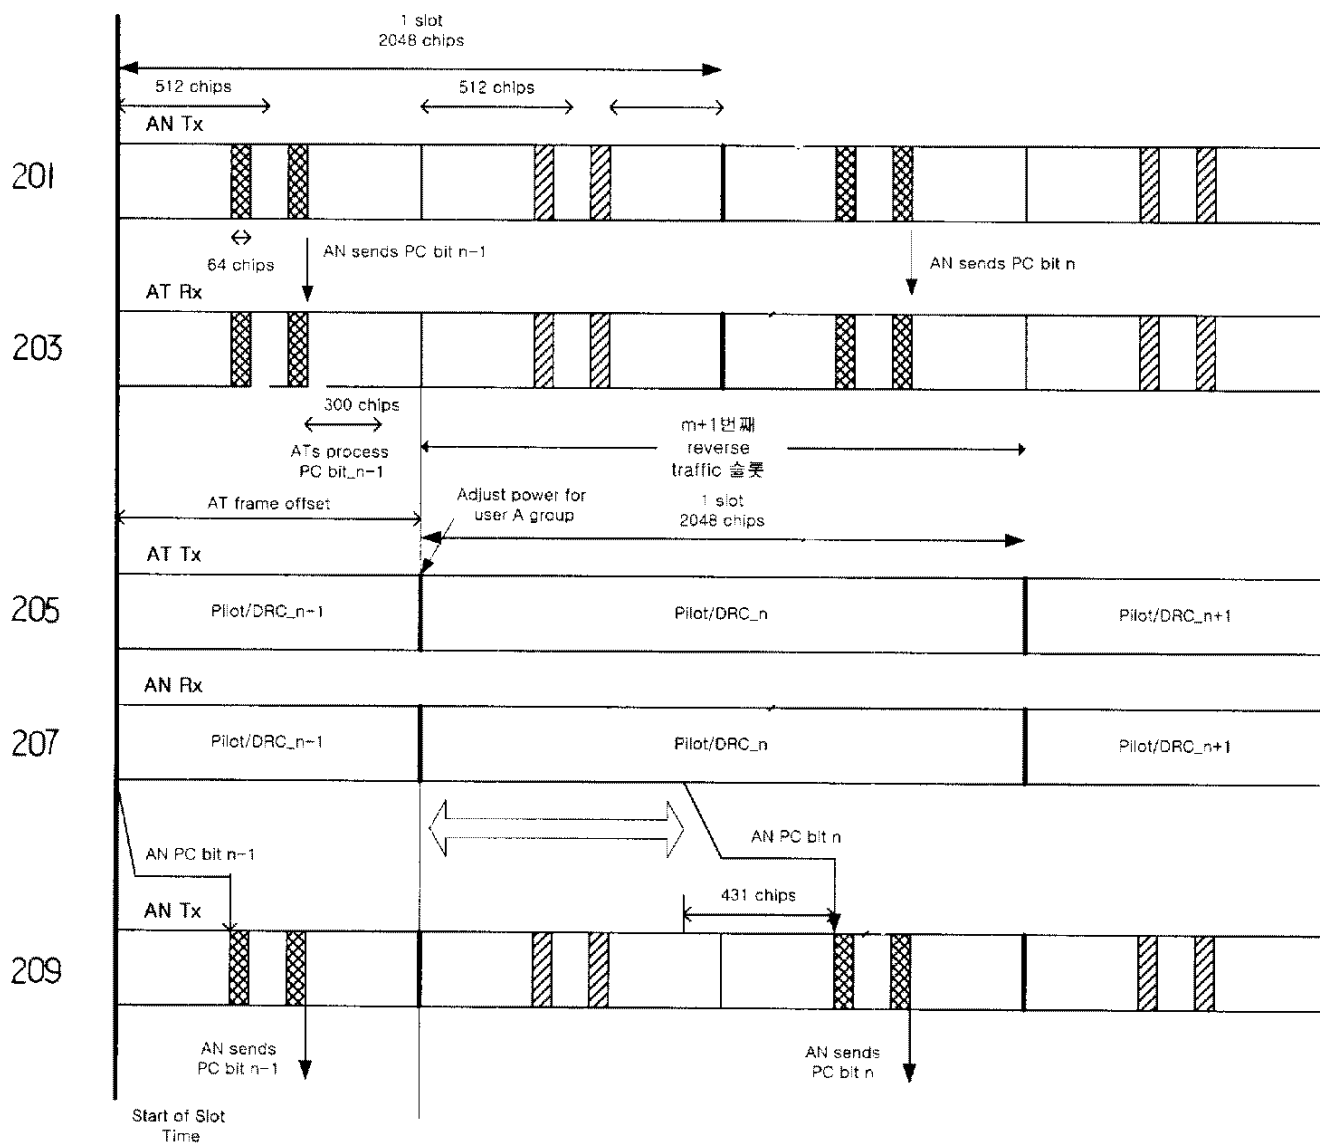 1 slot
2048 chips
512 chips
512 chips
AN Tx
201
64 chips
AN sends PC bit n-1
AN sends PC bit n
AT Rx
203
300 chips
ATs process
PC bit_n-1
m+1번째
reverse
traffic 슬롯
AT frame offset
Adjust power for
user A group
1 slot
2048 chips
AT Tx
205
Pilot/DRC_n-1
Pilot/DRC_n
Pilot/DRC_n+1
AN Rx
207
Pilot/DRC_n-1
Pilot/DRC_n
Pilot/DRC_n+1
AN PC bit n-1
AN PC bit n
431 chips
AN Tx
209
AN sends
PC bit n-1
AN sends
PC bit n
Start of Slot
Time